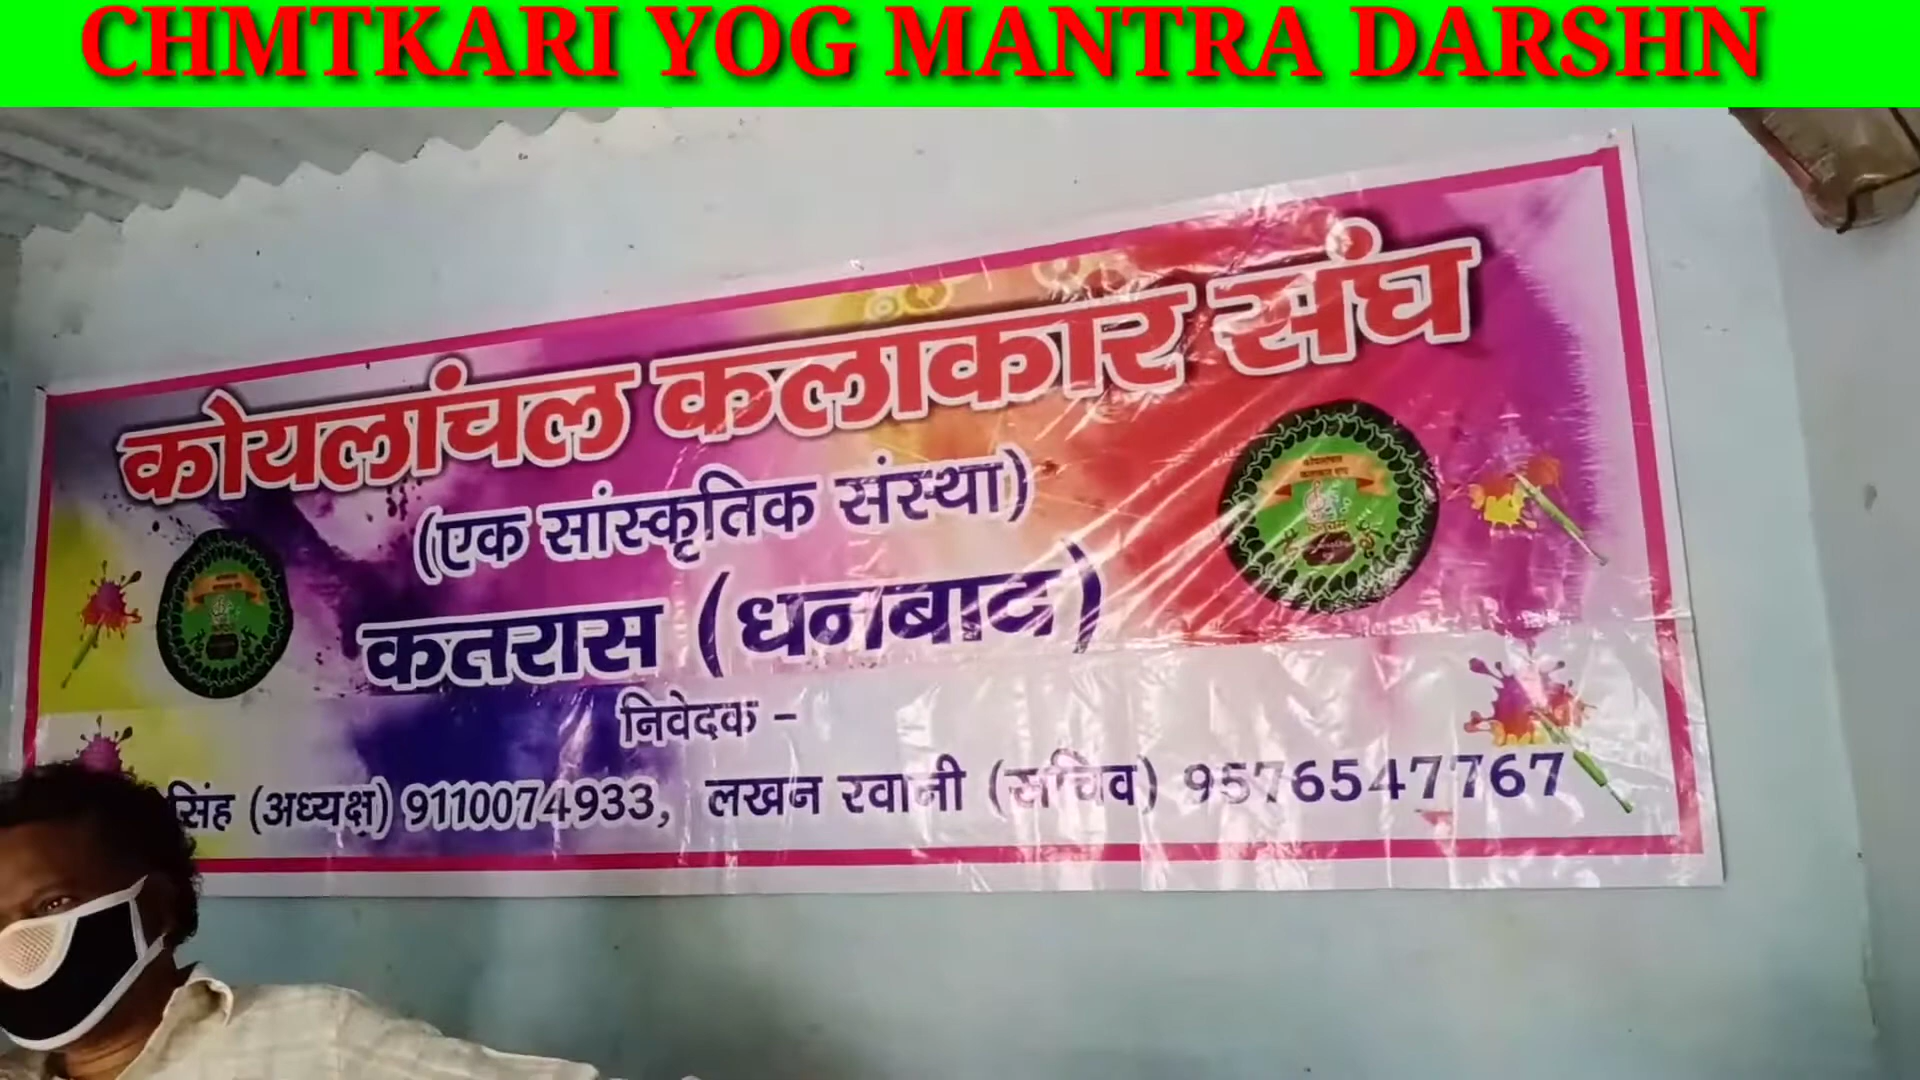 CHMTKARI YOG MANTRA DARSHN
कोयलांचल कलाकार संघ
(एक सांस्कृतिक संस्था)
कतरास (धनबाद)
निवेदक –
सिंह (अध्यक्ष) 9110074933, लखन रवानी (सचिव) 9576547767